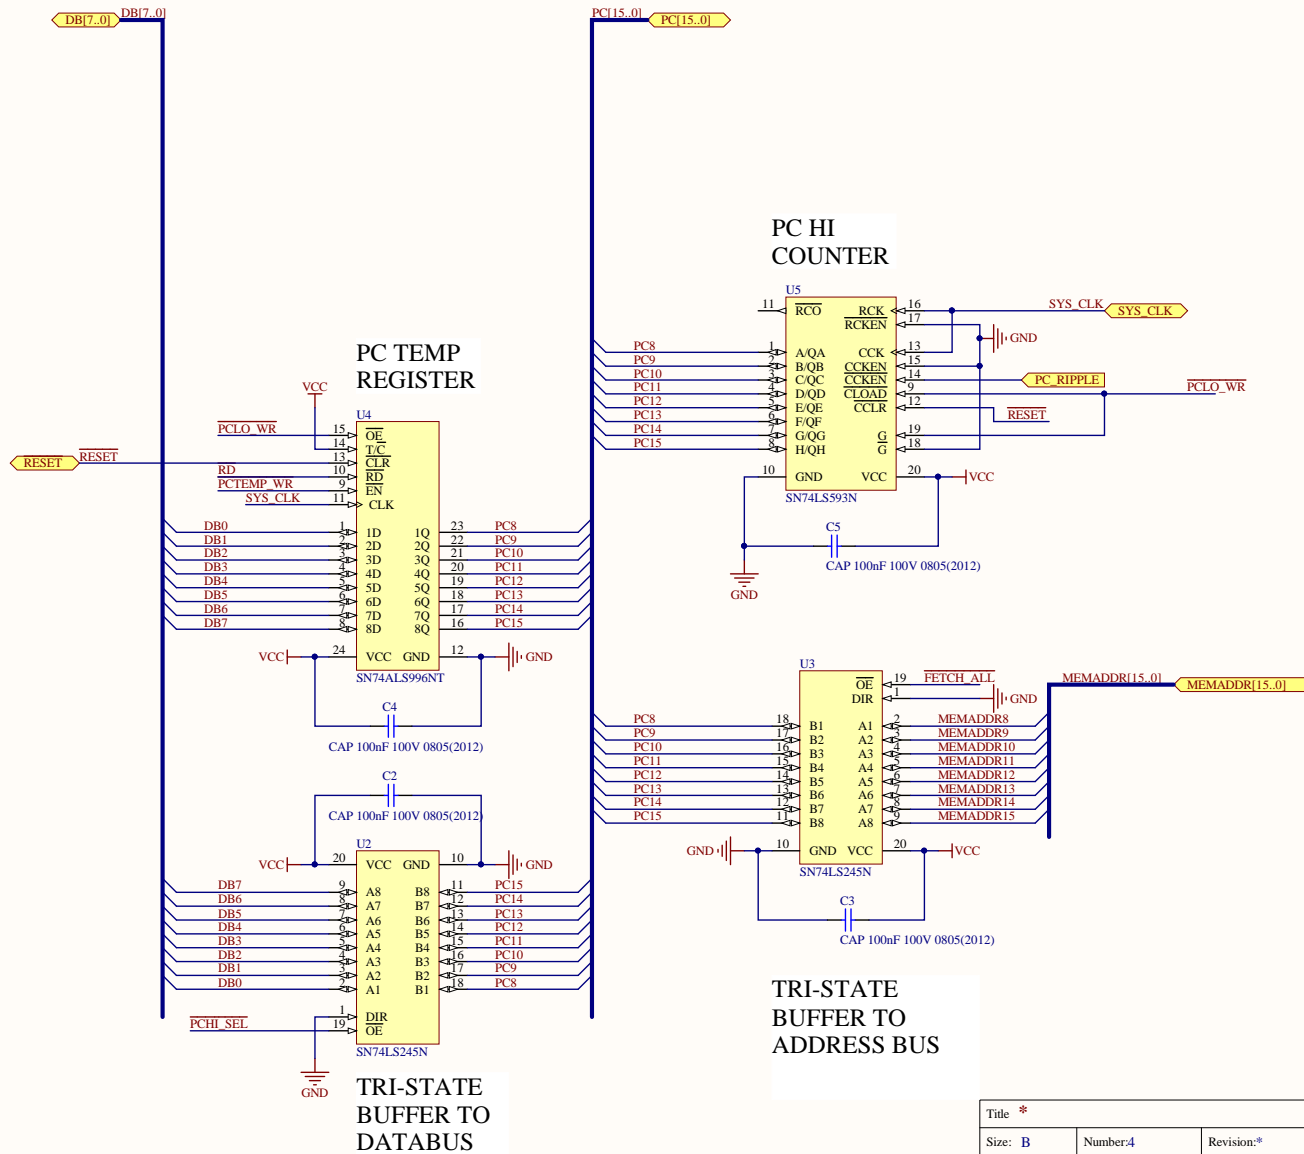 DB[7..0] DB[7..0]
PC[15..0] PC[15..0]
PC HI
COUNTER
U5
11 RCO RCK 16 SYS_CLK SYS_CLK
RCKEN 17
GND
PC8 1 A/QA CCK 13
PC9 2 B/QB CCKEN 15
PC10 3 C/QC CCKEN 14 PC_RIPPLE
PC11 4 D/QD CLOAD 9 PCLO_WR
PC12 5 E/QE CCLR 12 RESET
PC13 6 F/QF
PC14 7 G/QG G 19
PC15 8 H/QH G 18
10 GND VCC 20 VCC
SN74LS593N
C5
CAP 100nF 100V 0805(2012)
GND
PC TEMP
REGISTER
VCC
U4
PCLO_WR 15 OE
14 T/C
RESET RESET 13 CLR
RD 10 RD
PCTEMP_WR 9 EN
SYS_CLK 11 CLK
DB0 1 1D 1Q 23 PC8
DB1 2 2D 2Q 22 PC9
DB2 3 3D 3Q 21 PC10
DB3 4 4D 4Q 20 PC11
DB4 5 5D 5Q 19 PC12
DB5 6 6D 6Q 18 PC13
DB6 7 7D 7Q 17 PC14
DB7 8 8D 8Q 16 PC15
VCC 24 VCC GND 12 GND
SN74ALS996NT
C4
CAP 100nF 100V 0805(2012)
C2
CAP 100nF 100V 0805(2012)
U2
VCC 20 VCC GND 10 GND
DB7 9 A8 B8 11 PC15
DB6 8 A7 B7 12 PC14
DB5 7 A6 B6 13 PC13
DB4 6 A5 B5 14 PC12
DB3 5 A4 B4 15 PC11
DB2 4 A3 B3 16 PC10
DB1 3 A2 B2 17 PC9
DB0 2 A1 B1 18 PC8
1 DIR
PCHI_SEL 19 OE
SN74LS245N
GND
TRI-STATE
BUFFER TO
DATABUS
U3
OE 19 FETCH_ALL
DIR 1 GND
MEMADDR[15..0] MEMADDR[15..0]
PC8 18 B1 A1 2 MEMADDR8
PC9 17 B2 A2 3 MEMADDR9
PC10 16 B3 A3 4 MEMADDR10
PC11 15 B4 A4 5 MEMADDR11
PC12 14 B5 A5 6 MEMADDR12
PC13 13 B6 A6 7 MEMADDR13
PC14 12 B7 A7 8 MEMADDR14
PC15 11 B8 A8 9 MEMADDR15
GND 10 GND VCC 20 VCC
SN74LS245N
C3
CAP 100nF 100V 0805(2012)
TRI-STATE
BUFFER TO
ADDRESS BUS
Title *
Size: B Number:4 Revision:*